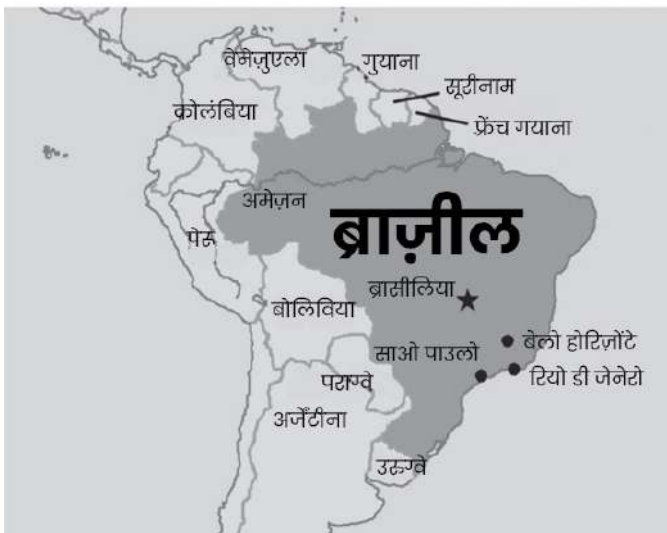 वेनेज़ुएला
गुयाना
सूरीनाम
कोलंबिया
फ्रेंच गयाना
अमेज़न
ब्राज़ील
पेरू
ब्रासीलिया
बोलिविया
बेलो होरिज़ोंटे
साओ पाउलो
रियो डी जेनेरो
पराग्वे
अर्जेंटीना
उरुग्वे